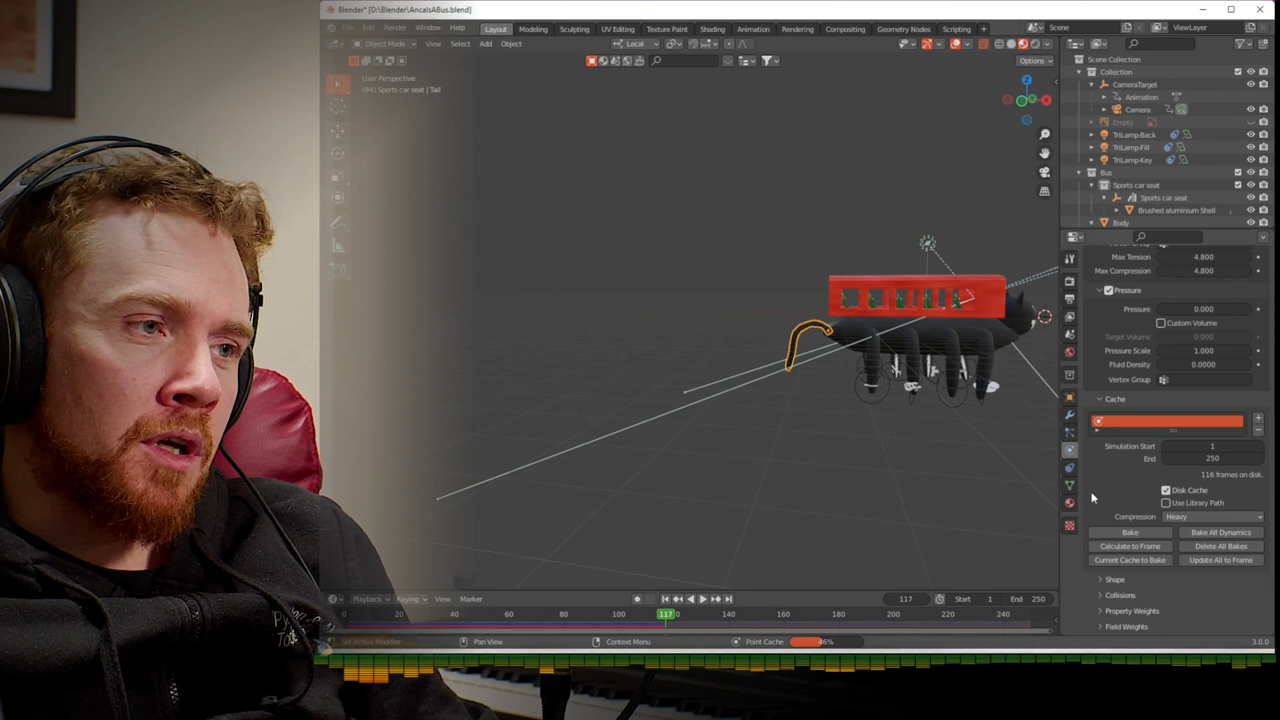 Blender* [D:\Blender\AncalsABus.blend]
File Edit Render Window Help Layout Modeling Sculpting UV Editing Texture Paint Shading Animation Rendering Compositing Geometry Nodes Scripting + Scene ViewLayer
Object Mode View Select Add Object Local
Options
User Perspective
(94) Sports car seat | Tail
Scene Collection
Collection
CameraTarget
Animation
Camera
Empty
TriLamp-Back
TriLamp-Fill
TriLamp-Key
Bus
Sports car seat
Sports car seat
Brushed aluminium Shell
Body
Max Tension 4.800
Max Compression 4.800
Pressure
Pressure 0.000
Custom Volume
Target Volume 0.000
Pressure Scale 1.000
Fluid Density 0.0000
Vertex Group
Cache
Simulation Start 1
End 250
116 frames on disk.
Disk Cache
Use Library Path
Compression Heavy
Bake Bake All Dynamics
Calculate to Frame Delete All Bakes
Current Cache to Bake Update All to Frame
Shape
Collisions
Property Weights
Field Weights
Playback Keying View Marker 117 Start 1 End 250
0 20 40 60 80 100 117 140 160 180 200 220 240
Set Active Modifier Pan View Context Menu Point Cache 46% 3.0.0